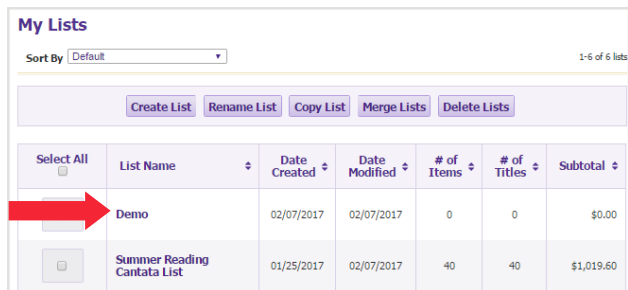 My Lists
Sort By Default
1-6 of 6 lists
Create List Rename List Copy List Merge Lists Delete Lists
Select All List Name Date Created Date Modified # of Items # of Titles Subtotal
Demo 02/07/2017 02/07/2017 0 0 $0.00
Summer Reading Cantata List 01/25/2017 02/07/2017 40 40 $1,019.60